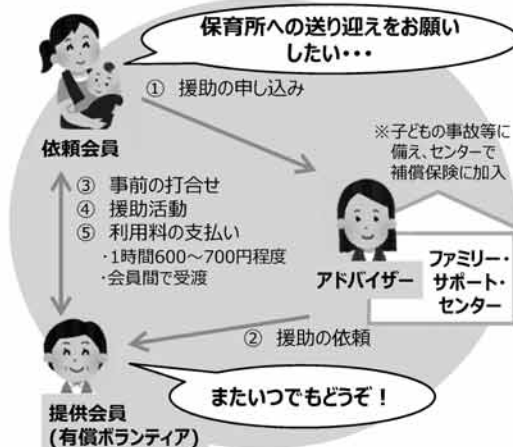 保育所への送り迎えをお願い
したい・・・
① 援助の申し込み
依頼会員
※子どもの事故等に
備え、センターで
補償保険に加入
③ 事前の打合せ
④ 援助活動
⑤ 利用料の支払い
・1時間600～700円程度
・会員間で受渡
アドバイザー
ファミリー・
サポート・
センター
② 援助の依頼
またいつでもどうぞ！
提供会員
(有償ボランティア)